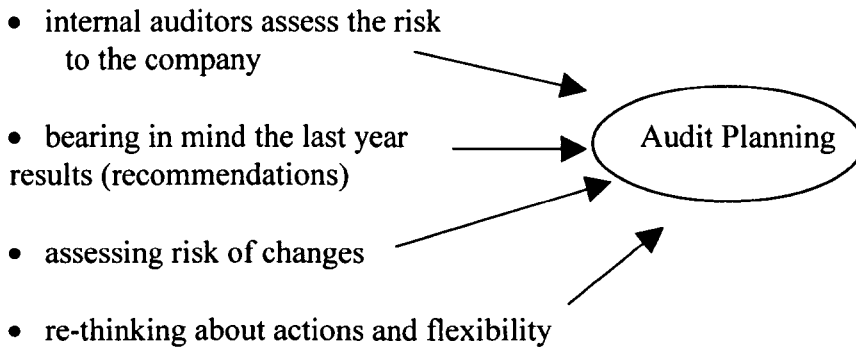 • internal auditors assess the risk
to the company
• bearing in mind the last year
results (recommendations)
Audit Planning
• assessing risk of changes
• re-thinking about actions and flexibility